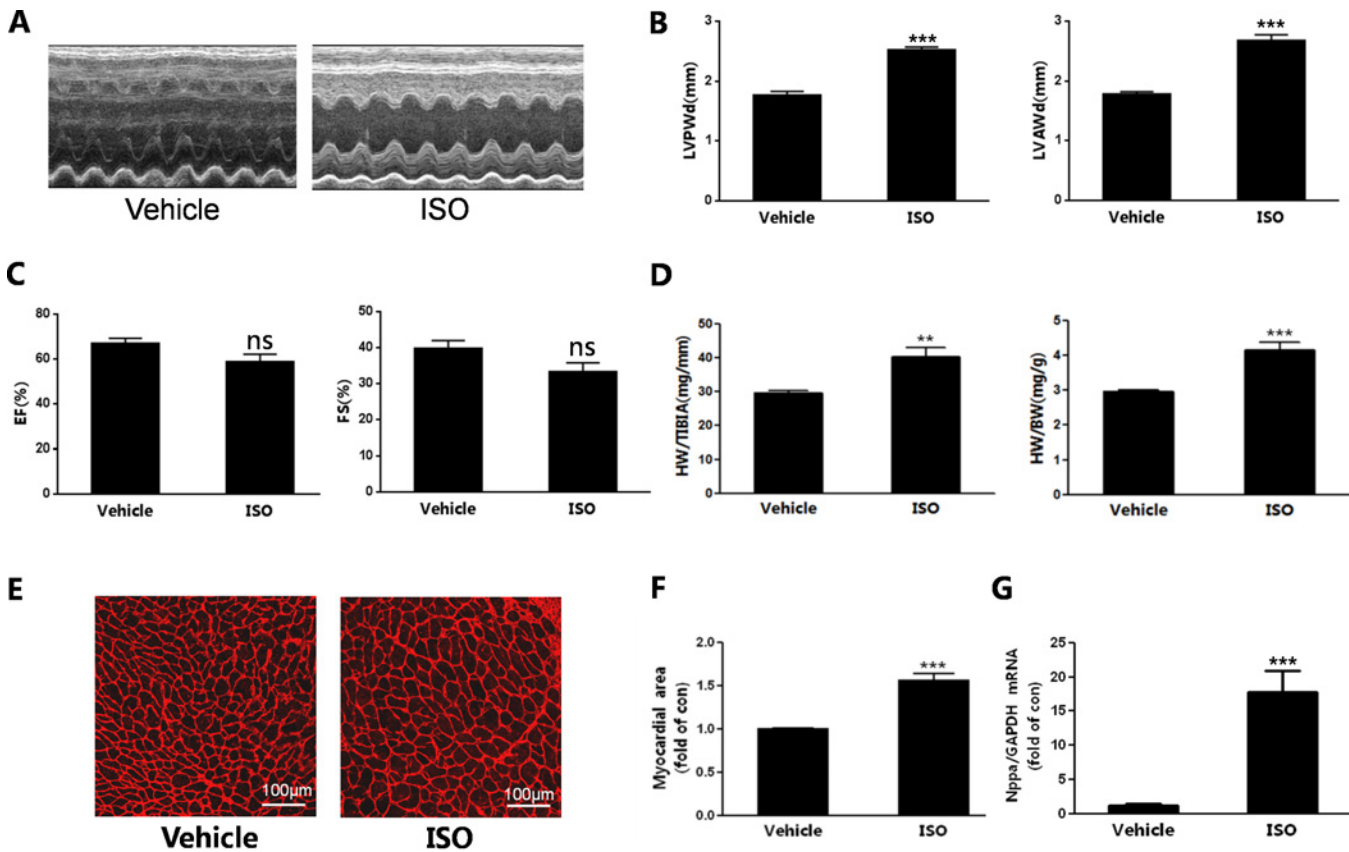 A
Vehicle
ISO
B
LVPWd(mm)
3
2
1
0
***
Vehicle
ISO
LVAWd(mm)
3
2
1
0
***
Vehicle
ISO
C
EF(%)
80
60
40
20
0
ns
Vehicle
ISO
FS(%)
50
40
30
20
10
0
ns
Vehicle
ISO
D
HW/TIBIA(mg/mm)
50
40
30
20
10
0
**
Vehicle
ISO
HW/BW(mg/g)
5
4
3
2
1
0
***
Vehicle
ISO
E
100μm
Vehicle
100μm
ISO
F
Myocardial area
(fold of con)
2.0
1.5
1.0
0.5
0.0
***
Vehicle
ISO
G
Nppa/GAPDH mRNA
(fold of con)
25
20
15
10
5
0
***
Vehicle
ISO